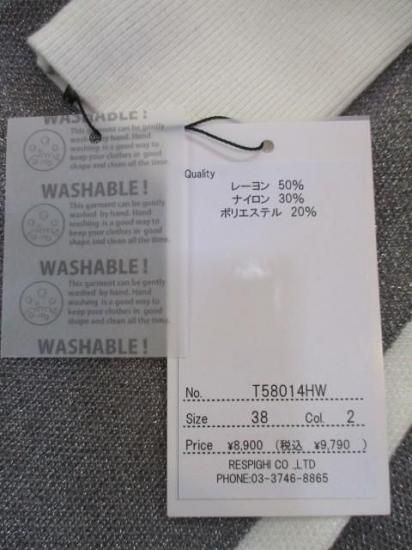 WASHABLE!
This garment can be gently
washed by hand. Hand
washing is a good way to
keep your clothes in good
shape and clean all the time.
WASHABLE!
This garment can be gently
washed by hand. Hand
washing is a good way to
keep your clothes in good
shape and clean all the time.
WASHABLE!
This garment can be gently
washed by hand. Hand
washing is a good way to
keep your clothes in good
shape and clean all the time.
WASHABLE!
Quality
レーヨン 50%
ナイロン 30%
ポリエステル 20%
No. T58014HW
Size 38 Col. 2
Price ¥8,900 (税込 ¥9,790 )
RESPIGHI CO .,LTD
PHONE:03-3746-8865